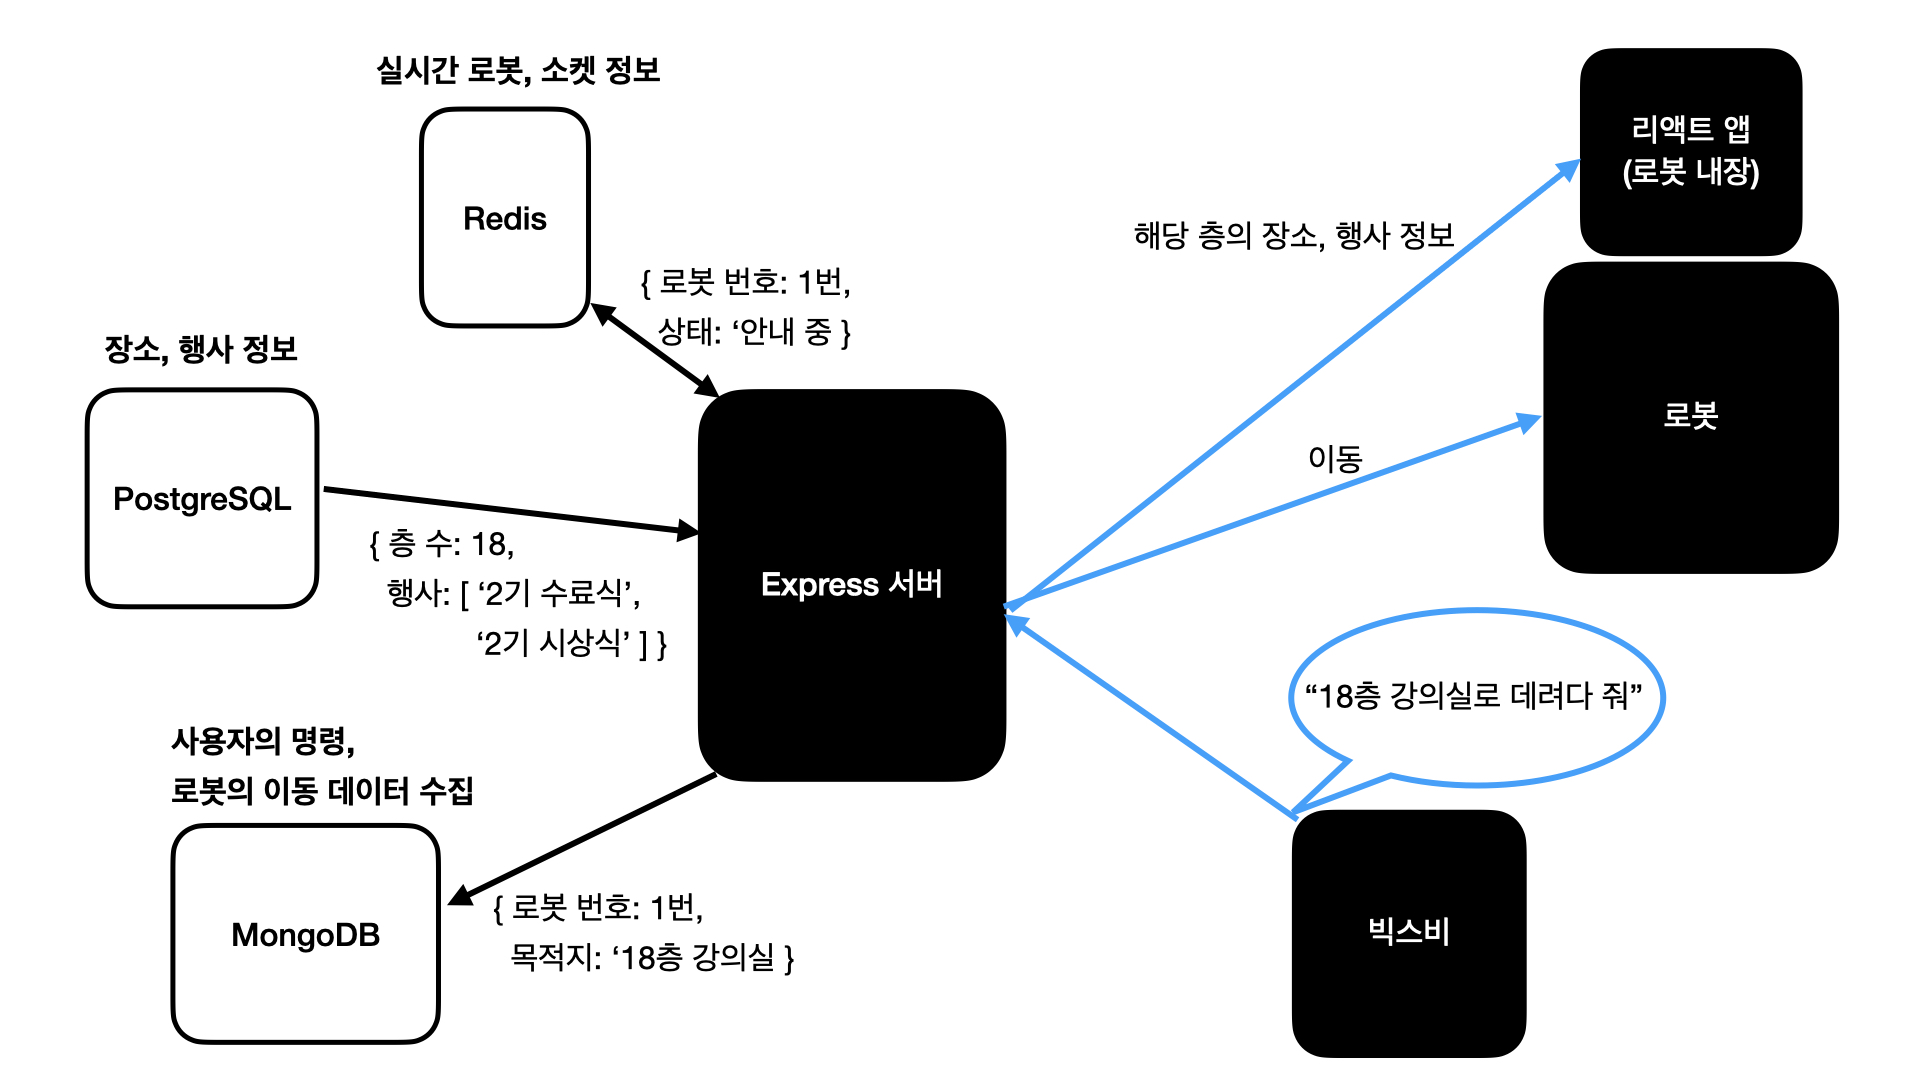 실시간 로봇, 소켓 정보
Redis
{ 로봇 번호: 1번,
상태: ‘안내 중 }
장소, 행사 정보
PostgreSQL
{ 층 수: 18,
행사: [ ‘2기 수료식’,
‘2기 시상식’ ] }
사용자의 명령,
로봇의 이동 데이터 수집
MongoDB
{ 로봇 번호: 1번,
목적지: ‘18층 강의실 }
Express 서버
해당 층의 장소, 행사 정보
이동
리액트 앱
(로봇 내장)
로봇
“18층 강의실로 데려다 줘”
빅스비